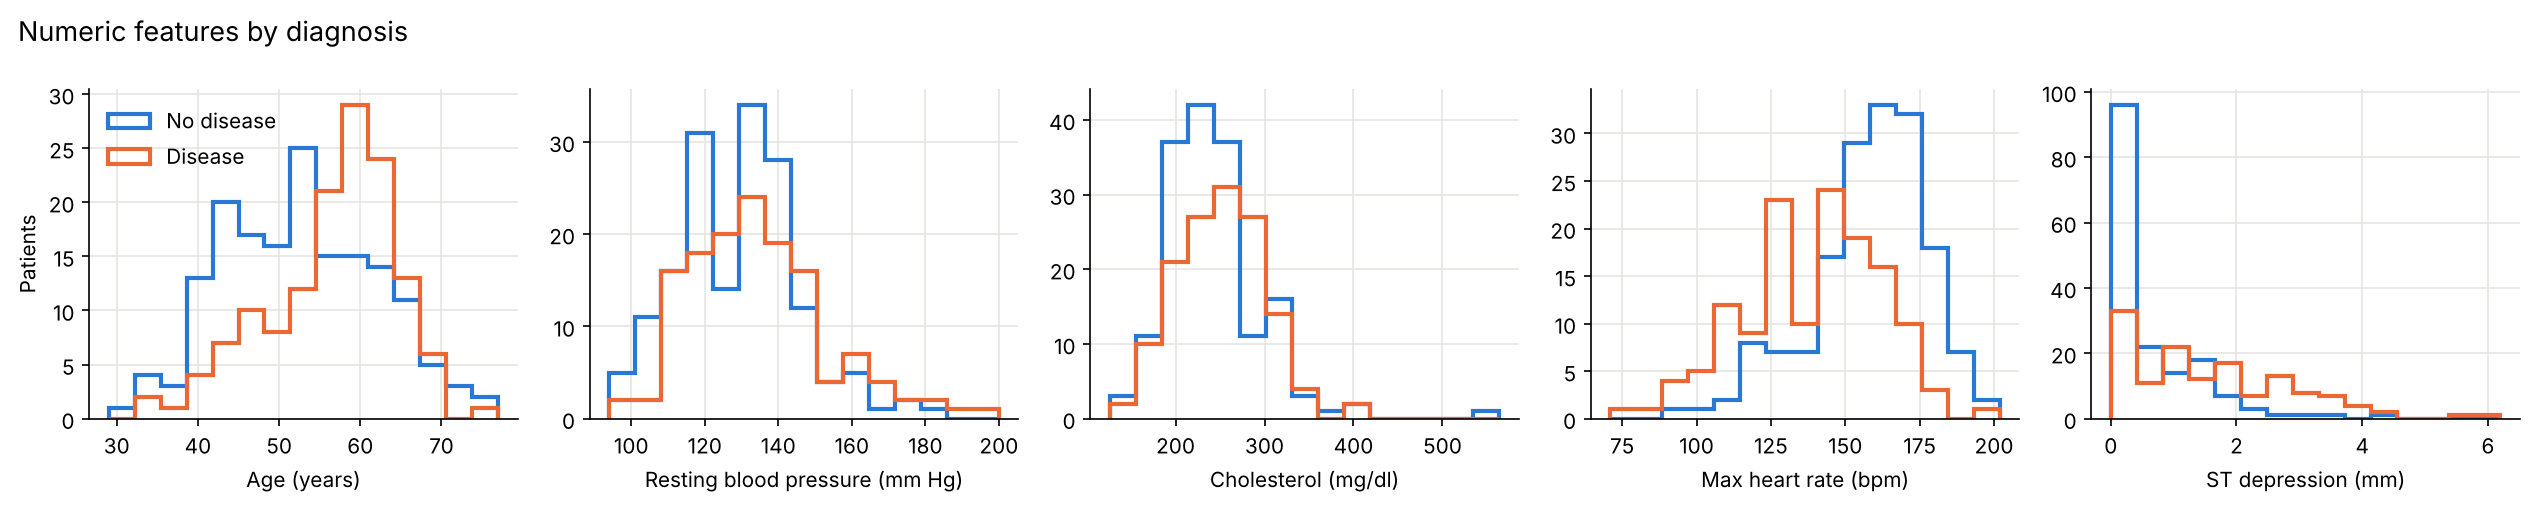 Numeric features by diagnosis
No disease
Disease
Patients
30
25
20
15
10
5
0
30 40 50 60 70
Age (years)
30
20
10
0
100 120 140 160 180 200
Resting blood pressure (mm Hg)
40
30
20
10
0
200 300 400 500
Cholesterol (mg/dl)
30
25
20
15
10
5
0
75 100 125 150 175 200
Max heart rate (bpm)
100
80
60
40
20
0
0 2 4 6
ST depression (mm)